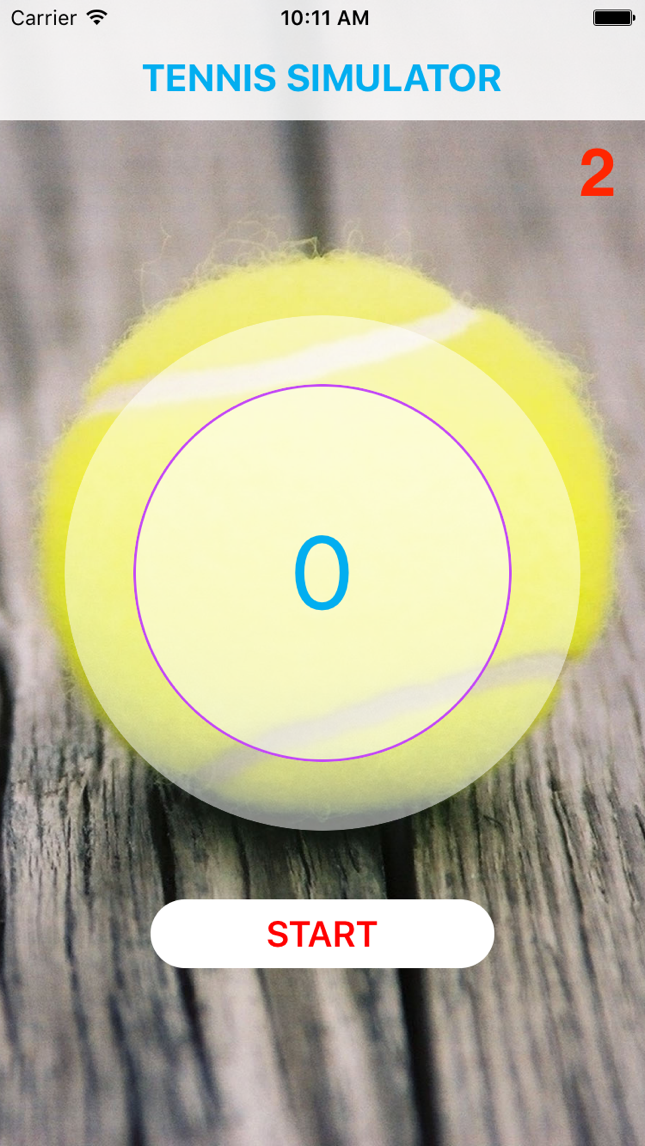 Carrier 10:11 AM
TENNIS SIMULATOR
2
0
START